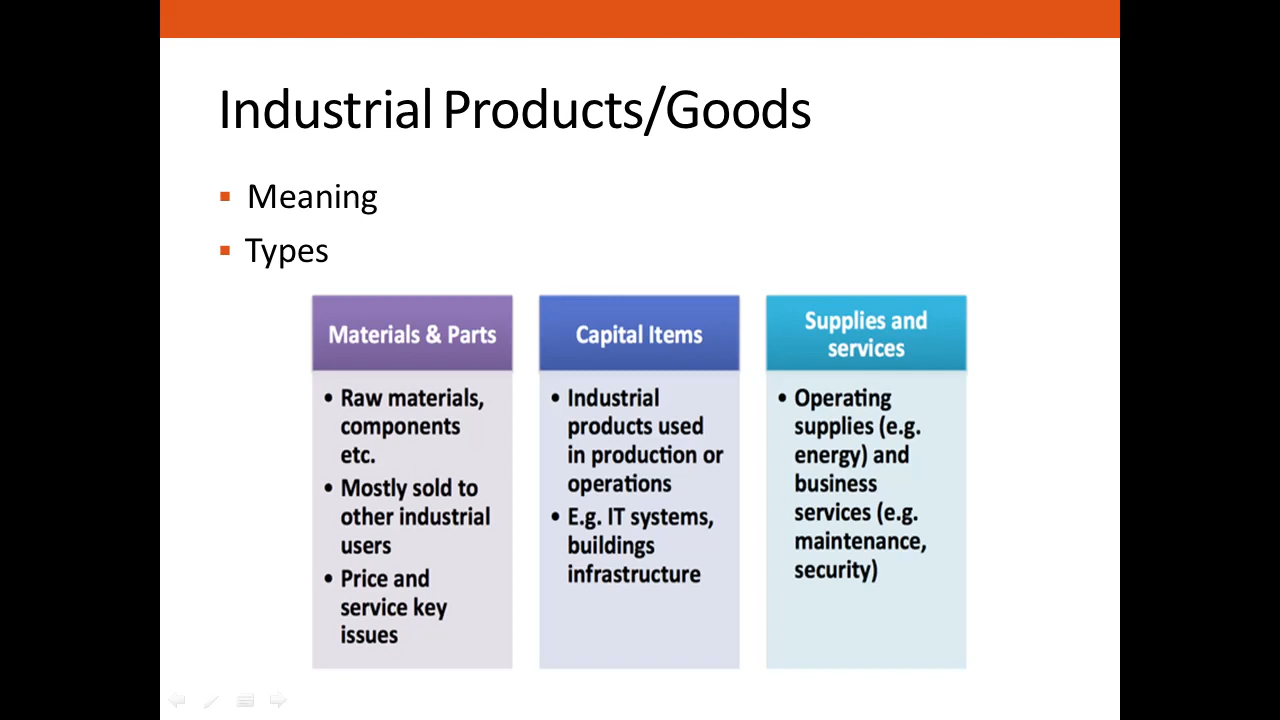 Industrial Products/Goods
▪ Meaning
▪ Types
Materials & Parts
• Raw materials,
components
etc.
• Mostly sold to
other industrial
users
• Price and
service key
issues
Capital Items
• Industrial
products used
in production or
operations
• E.g. IT systems,
buildings
infrastructure
Supplies and
services
• Operating
supplies (e.g.
energy) and
business
services (e.g.
maintenance,
security)